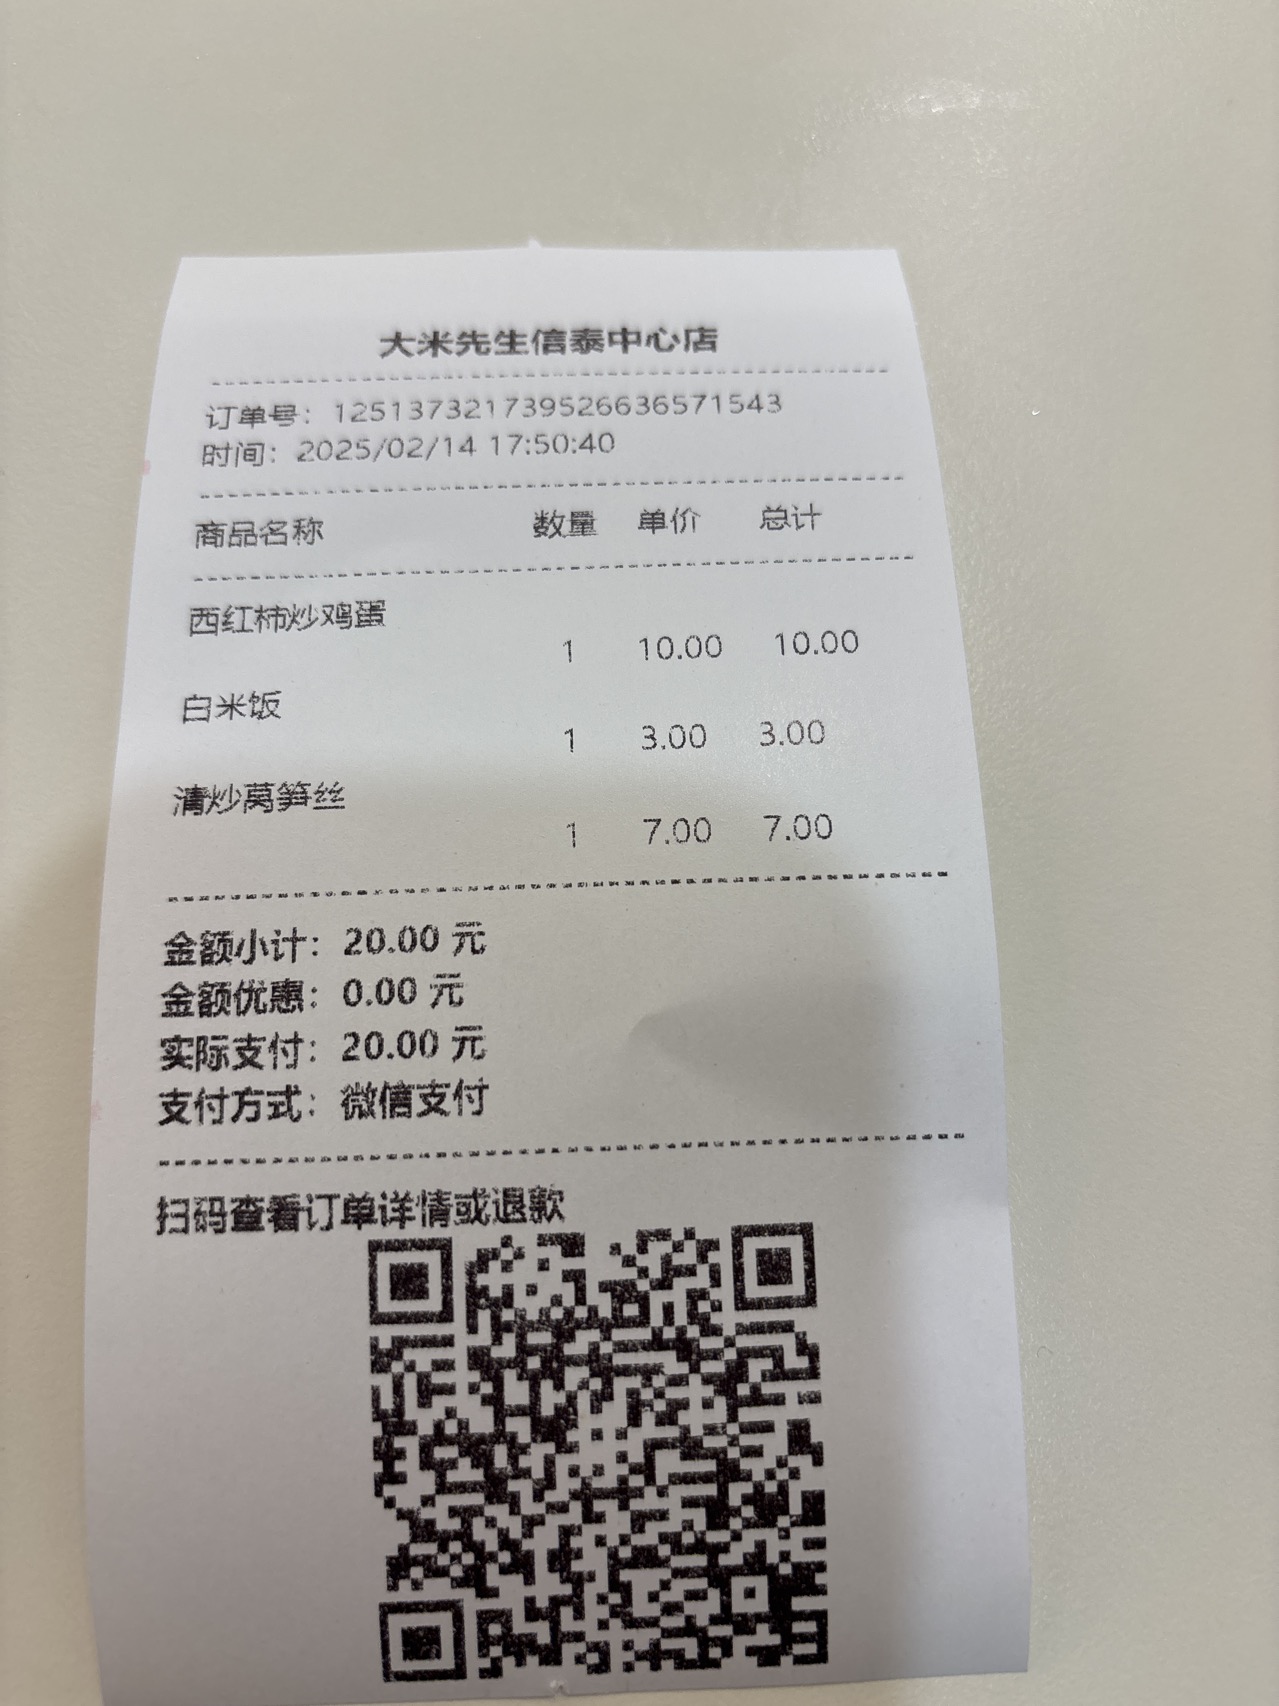 大米先生信泰中心店
订单号：125137321739526636571543
时间：2025/02/14 17:50:40
商品名称 数量 单价 总计
西红柿炒鸡蛋
1 10.00 10.00
白米饭
1 3.00 3.00
清炒莴笋丝
1 7.00 7.00
金额小计：20.00 元
金额优惠：0.00 元
实际支付：20.00 元
支付方式：微信支付
扫码查看订单详情或退款